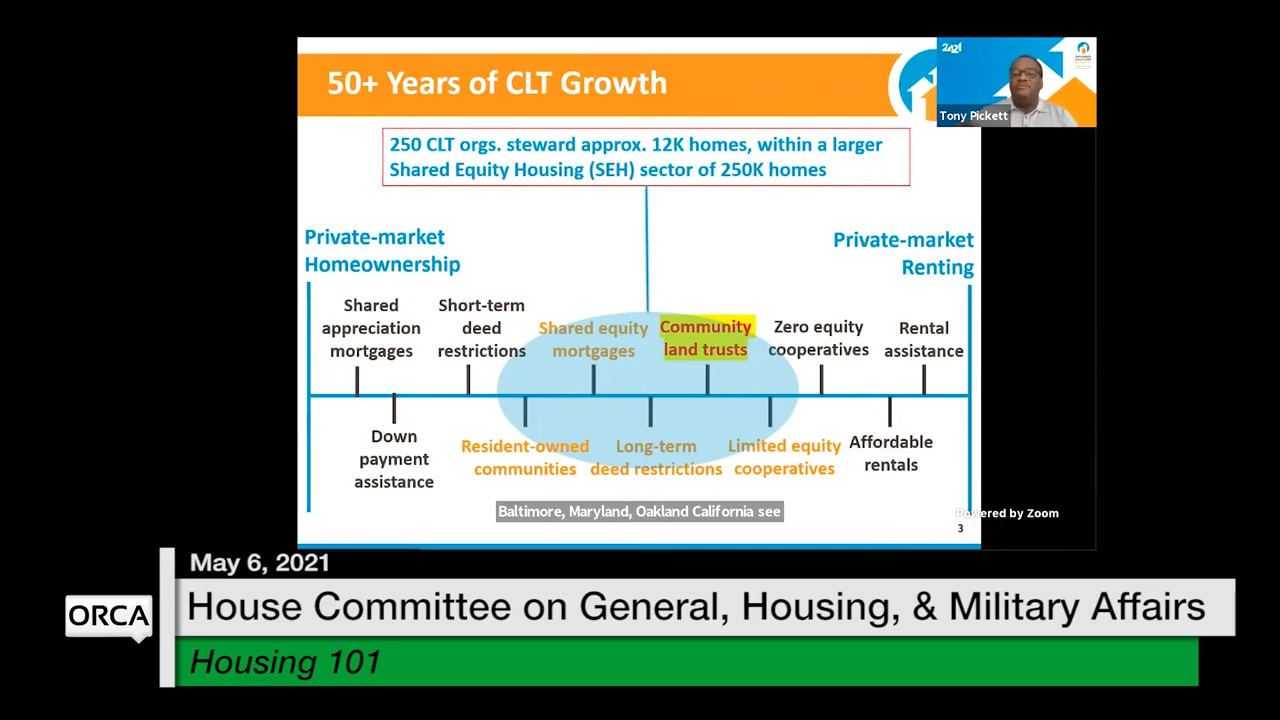 50+ Years of CLT Growth
2021
Tony Pickett
250 CLT orgs. steward approx. 12K homes, within a larger
Shared Equity Housing (SEH) sector of 250K homes
Private-market
Homeownership
Private-market
Renting
Shared
appreciation
mortgages
Short-term
deed
restrictions
Shared equity
mortgages
Community
land trusts
Zero equity
cooperatives
Rental
assistance
Down
payment
assistance
Resident-owned
communities
Long-term
deed restrictions
Limited equity
cooperatives
Affordable
rentals
Baltimore, Maryland, Oakland California see
Powered by Zoom
3
May 6, 2021
ORCA
House Committee on General, Housing, & Military Affairs
Housing 101